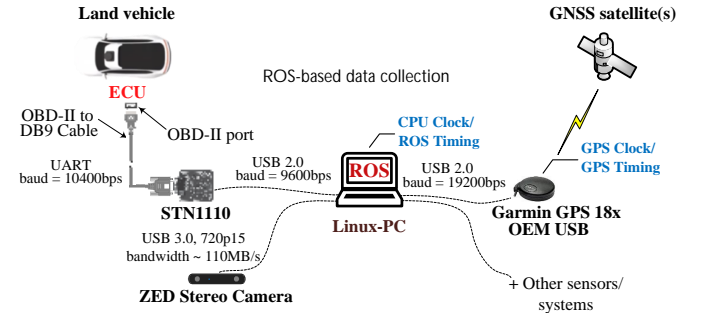 Land vehicle
GNSS satellite(s)
ROS-based data collection
ECU
OBD-II to
DB9 Cable
OBD-II port
CPU Clock/
ROS Timing
GPS Clock/
GPS Timing
UART
baud = 10400bps
USB 2.0
baud = 9600bps
ROS
USB 2.0
baud = 19200bps
STN1110
Linux-PC
Garmin GPS 18x
OEM USB
USB 3.0, 720p15
bandwidth ~ 110MB/s
ZED Stereo Camera
+ Other sensors/
systems